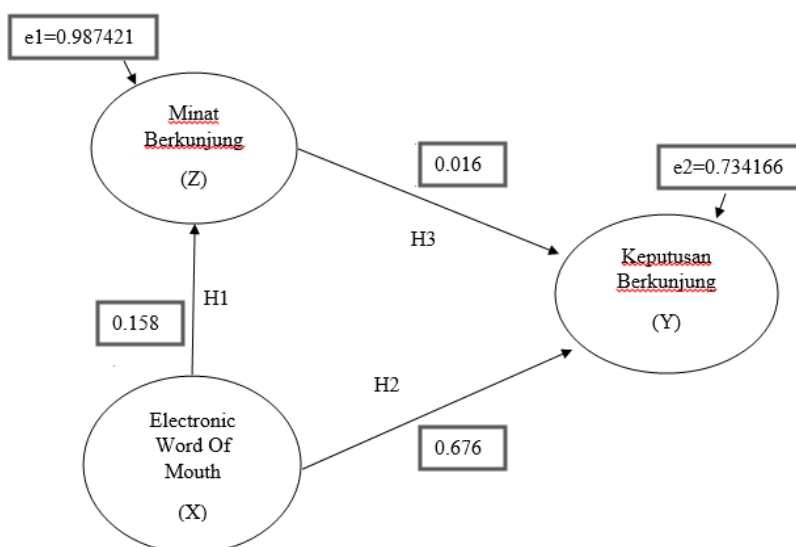 e1=0.987421
Minat
Berkunjung
(Z)
0.016
e2=0.734166
H3
Keputusan
Berkunjung
(Y)
0.158
H1
H2
Electronic
Word Of
Mouth
(X)
0.676